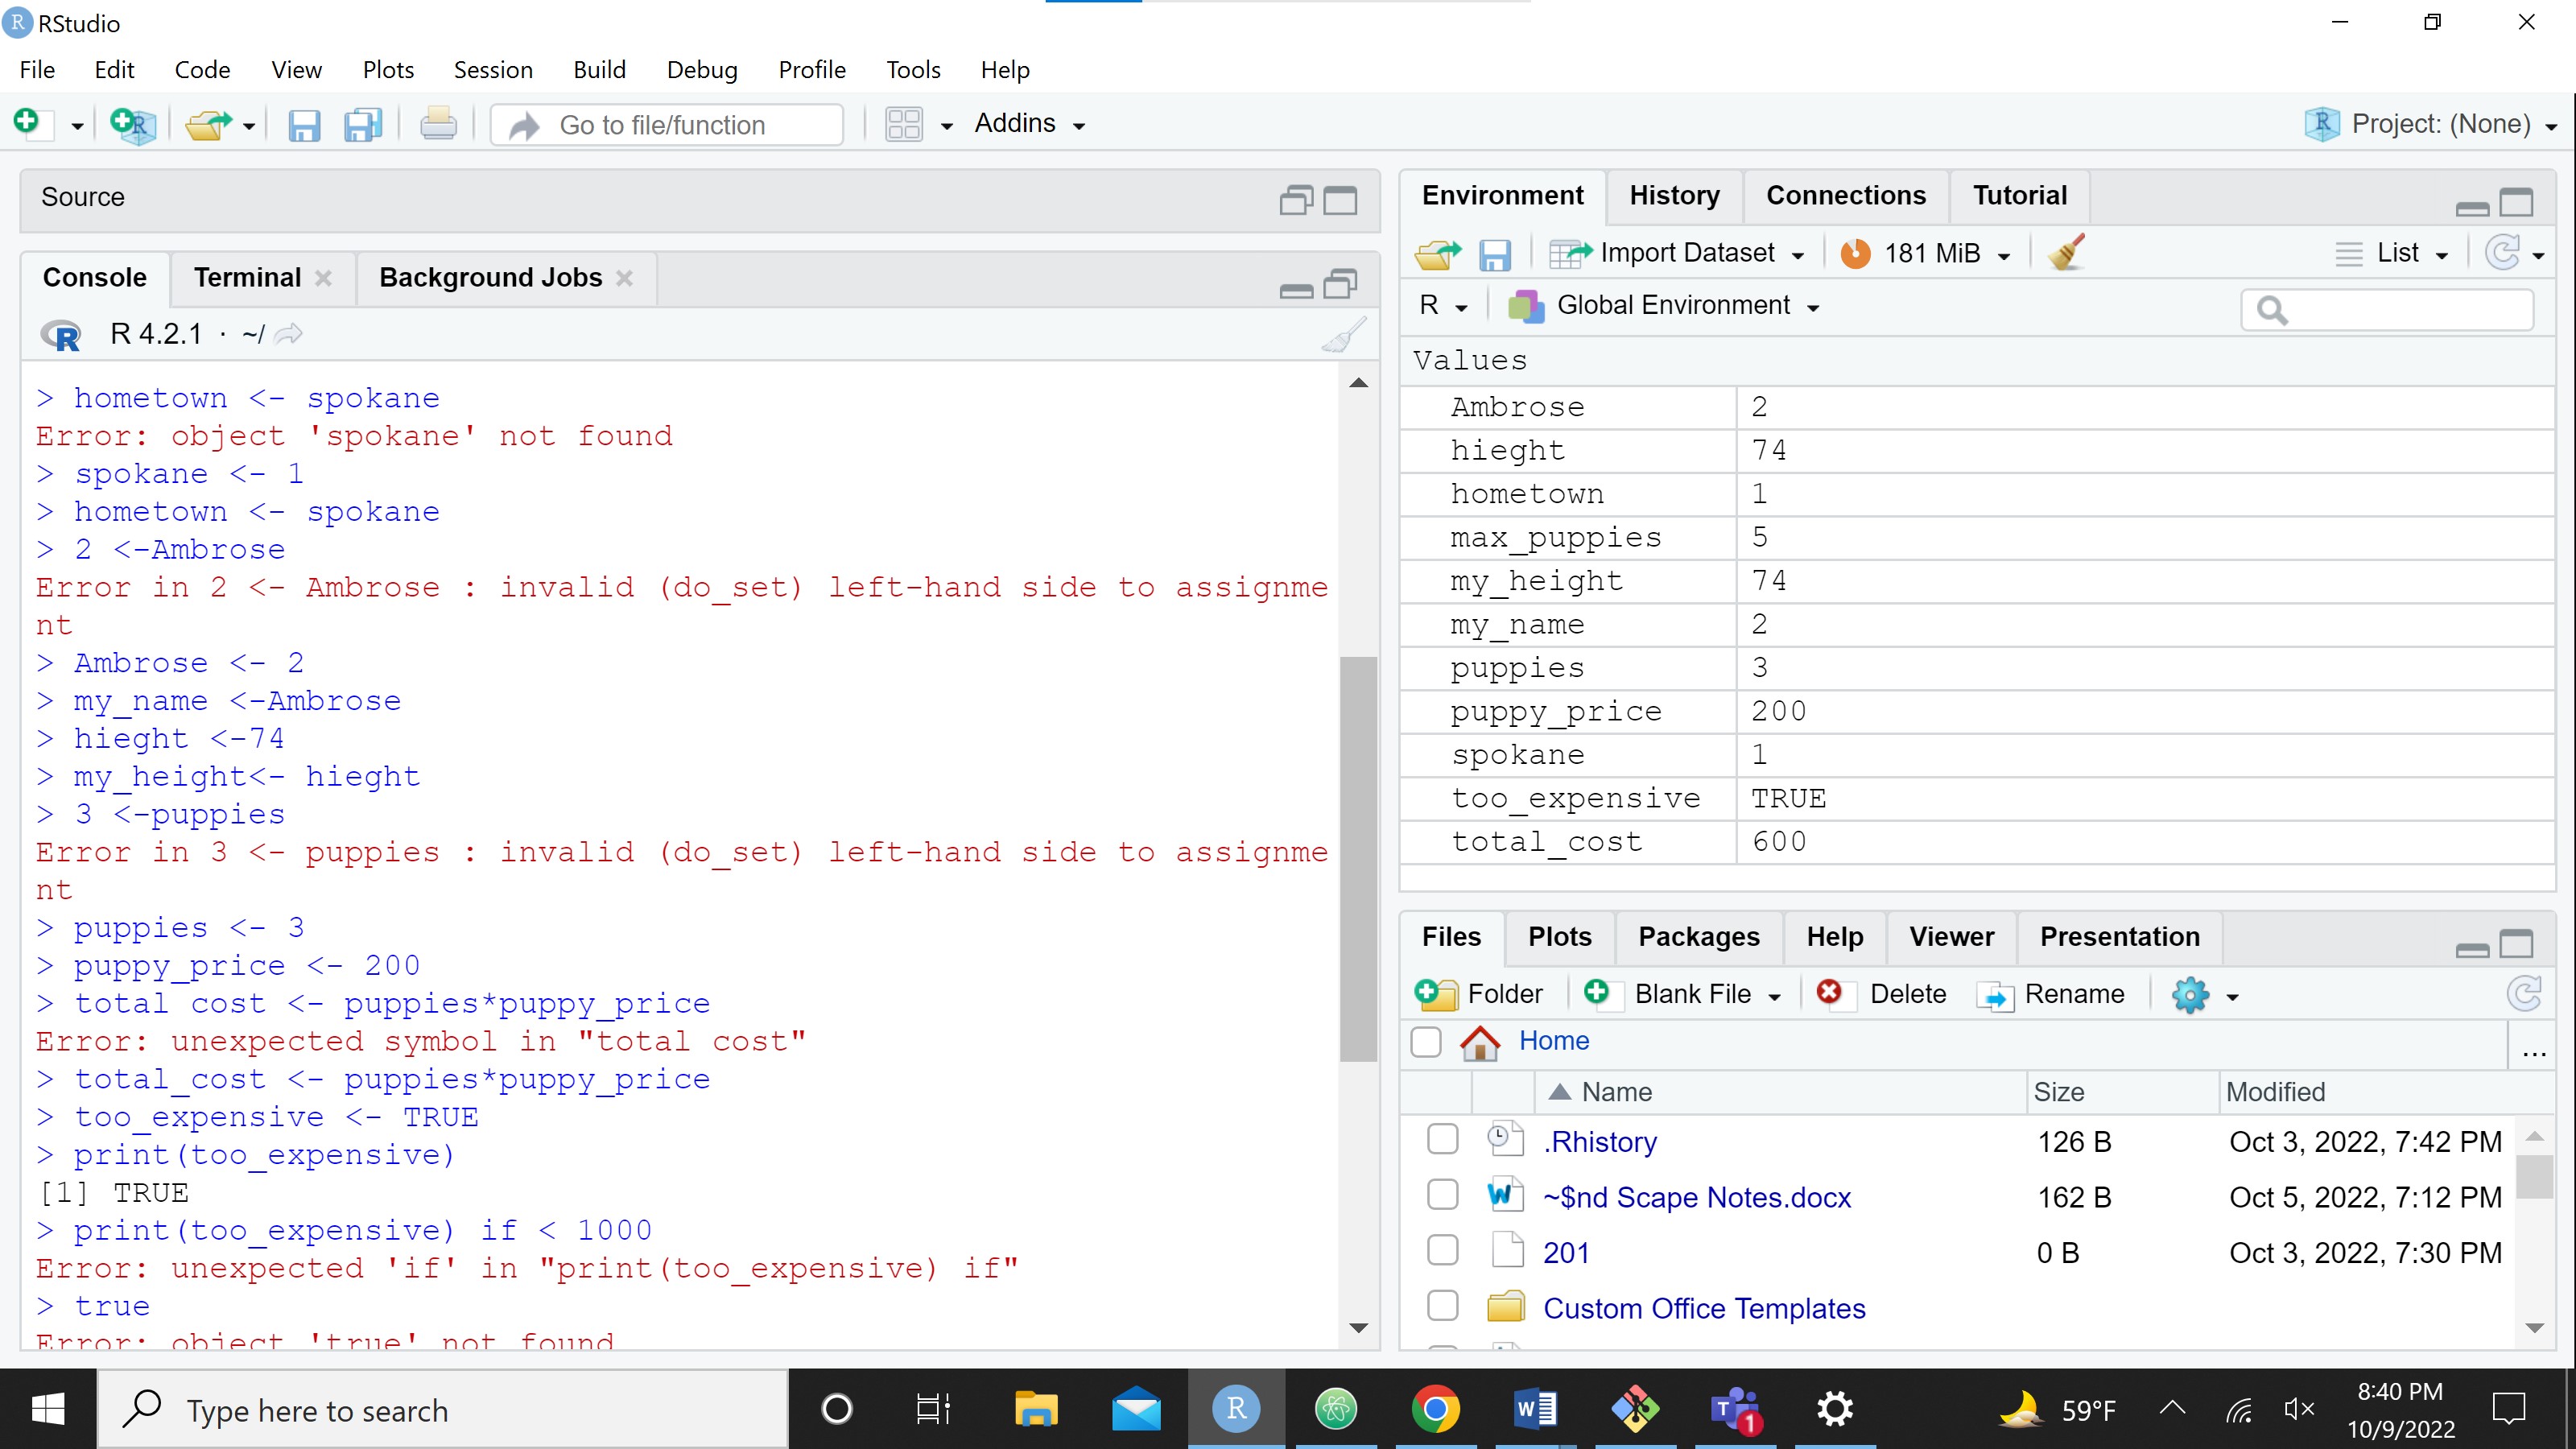 RStudio
File Edit Code View Plots Session Build Debug Profile Tools Help
Go to file/function Addins Project: (None)
Source
Console Terminal Background Jobs
R 4.2.1 · ~/
> hometown <- spokane
Error: object 'spokane' not found
> spokane <- 1
> hometown <- spokane
> 2 <-Ambrose
Error in 2 <- Ambrose : invalid (do_set) left-hand side to assignme
nt
> Ambrose <- 2
> my_name <-Ambrose
> hieght <-74
> my_height<- hieght
> 3 <-puppies
Error in 3 <- puppies : invalid (do_set) left-hand side to assignme
nt
> puppies <- 3
> puppy_price <- 200
> total cost <- puppies*puppy_price
Error: unexpected symbol in "total cost"
> total_cost <- puppies*puppy_price
> too_expensive <- TRUE
> print(too_expensive)
[1] TRUE
> print(too_expensive) if < 1000
Error: unexpected 'if' in "print(too_expensive) if"
> true
Error: object 'true' not found
Environment History Connections Tutorial
Import Dataset 181 MiB List
R Global Environment
Values
Ambrose 2
hieght 74
hometown 1
max_puppies 5
my_height 74
my_name 2
puppies 3
puppy_price 200
spokane 1
too_expensive TRUE
total_cost 600
Files Plots Packages Help Viewer Presentation
Folder Blank File Delete Rename
Home ...
Name Size Modified
.Rhistory 126 B Oct 3, 2022, 7:42 PM
~$nd Scape Notes.docx 162 B Oct 5, 2022, 7:12 PM
201 0 B Oct 3, 2022, 7:30 PM
Custom Office Templates
Type here to search 59°F 8:40 PM
10/9/2022